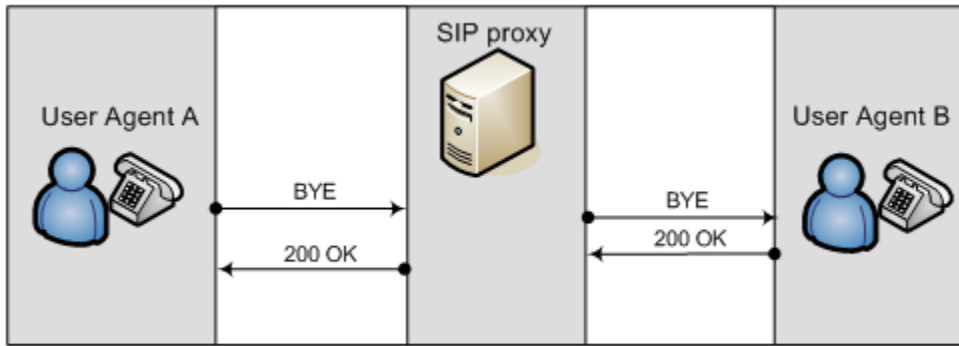 SIP proxy
User Agent A
User Agent B
BYE
BYE
200 OK
200 OK